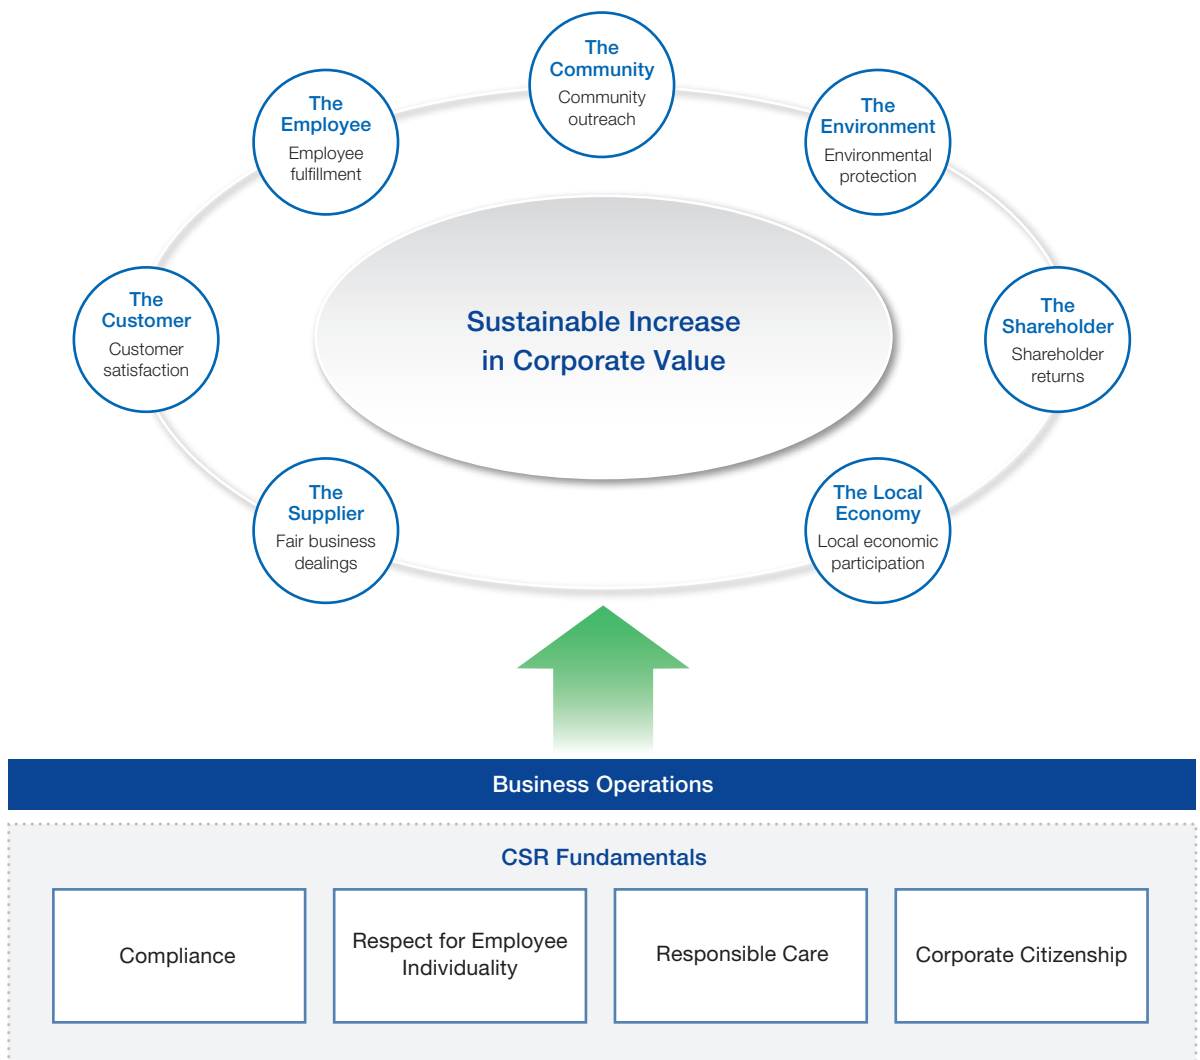 The
Community
Community
outreach
The
Employee
Employee
fulfillment
The
Environment
Environmental
protection
The
Customer
Customer
satisfaction
Sustainable Increase
in Corporate Value
The
Shareholder
Shareholder
returns
The
Supplier
Fair business
dealings
The Local
Economy
Local economic
participation
Business Operations
CSR Fundamentals
Compliance
Respect for Employee
Individuality
Responsible Care
Corporate Citizenship